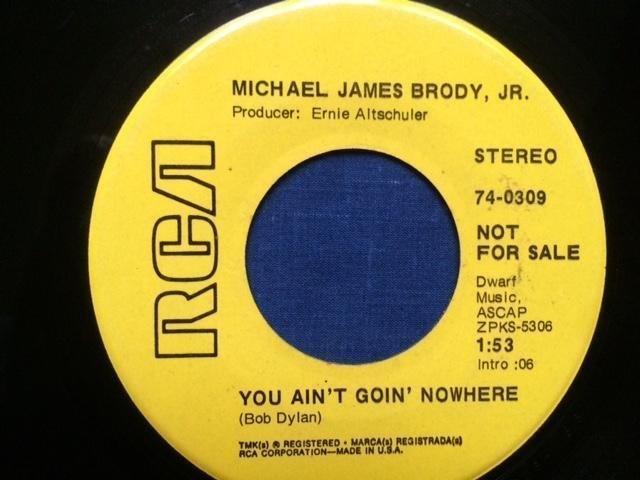 MICHAEL JAMES BRODY, JR.
Producer: Ernie Altschuler
RCA
STEREO
74-0309
NOT
FOR SALE
Dwarf
Music,
ASCAP
ZPKS-5306
1:53
Intro :06
YOU AIN'T GOIN' NOWHERE
(Bob Dylan)
TMK(s) ® REGISTERED • MARCA(s) REGISTRADA(s)
RCA CORPORATION—MADE IN U.S.A.